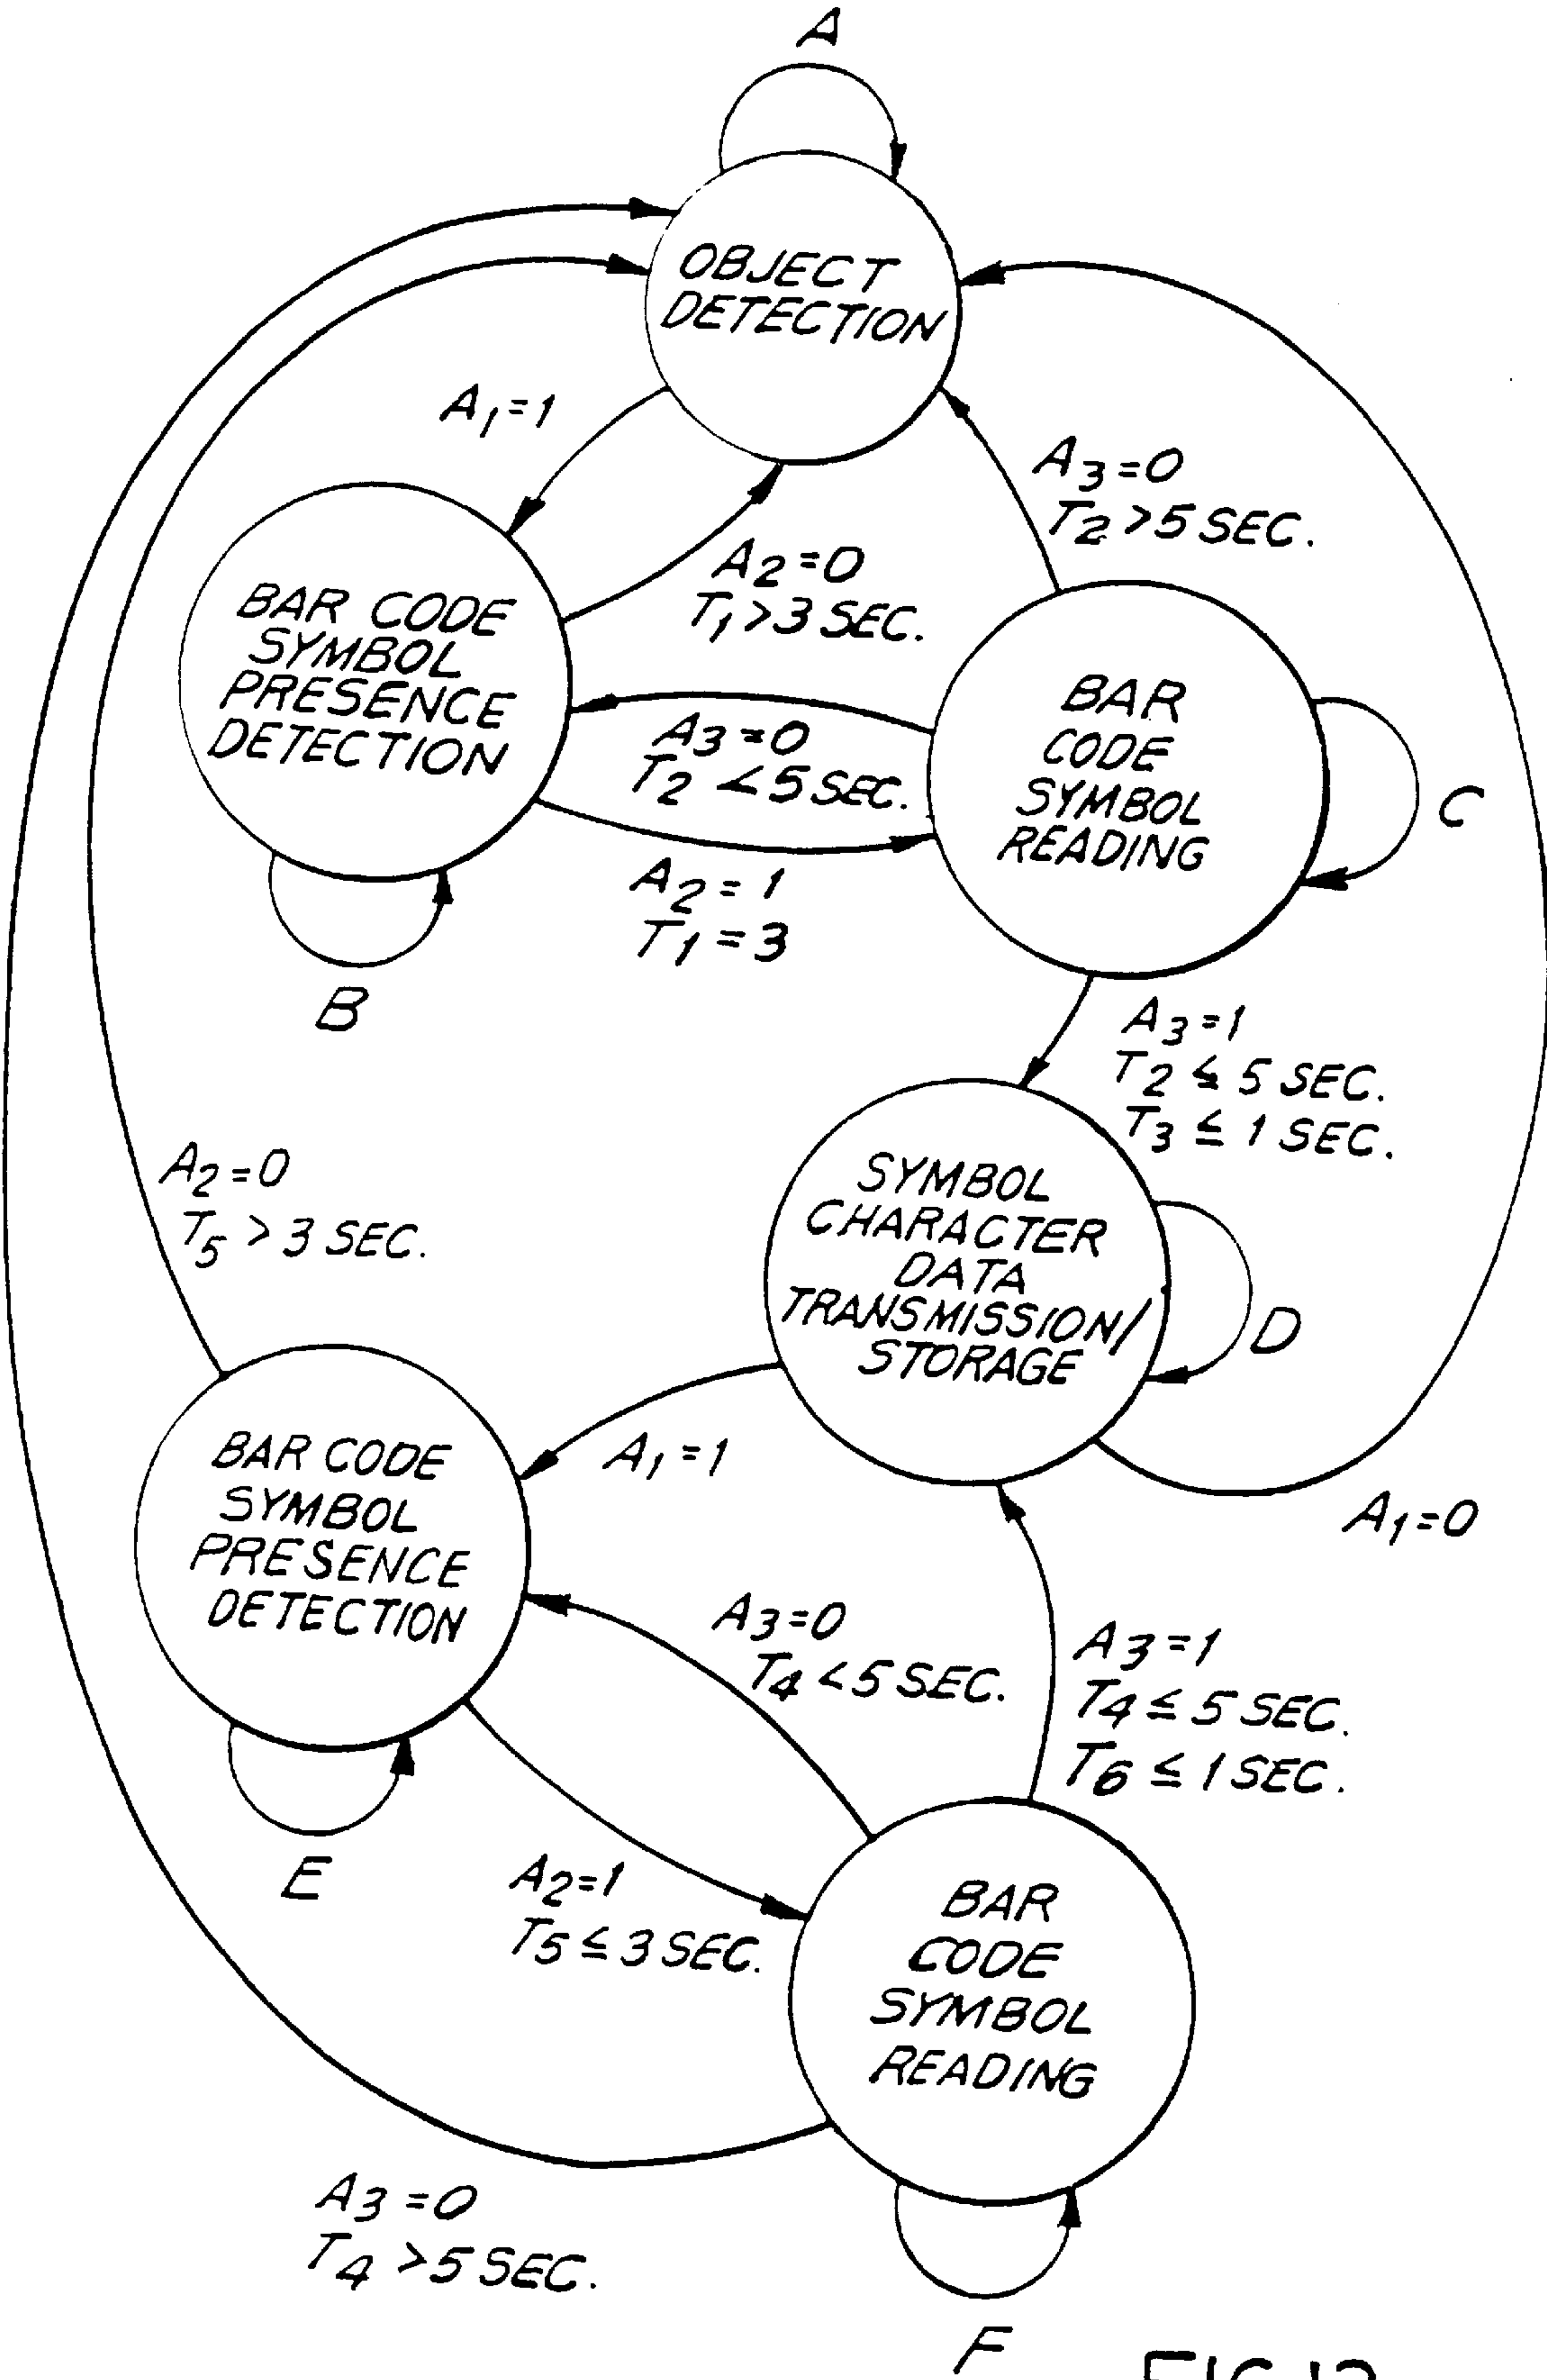 A
OBJECT
DETECTION
A₁=1
A₃=0
T₂>5 SEC.
A₂=0
T₁>3 SEC.
BAR CODE
SYMBOL
PRESENCE
DETECTION
BAR
CODE
SYMBOL
READING
A₃=0
T₂<5 SEC.
C
A₂=1
T₁=3
B
A₃=1
T₂≤5 SEC.
T₃≤1 SEC.
A₂=0
T₅>3 SEC.
SYMBOL
CHARACTER
DATA
TRANSMISSION/
STORAGE
D
A₁=1
A₁=0
BAR CODE
SYMBOL
PRESENCE
DETECTION
A₃=0
T₄<5 SEC.
A₃=1
T₄≤5 SEC.
T₆≤1 SEC.
E
A₂=1
T₅≤3 SEC.
BAR
CODE
SYMBOL
READING
A₃=0
T₄>5 SEC.
F